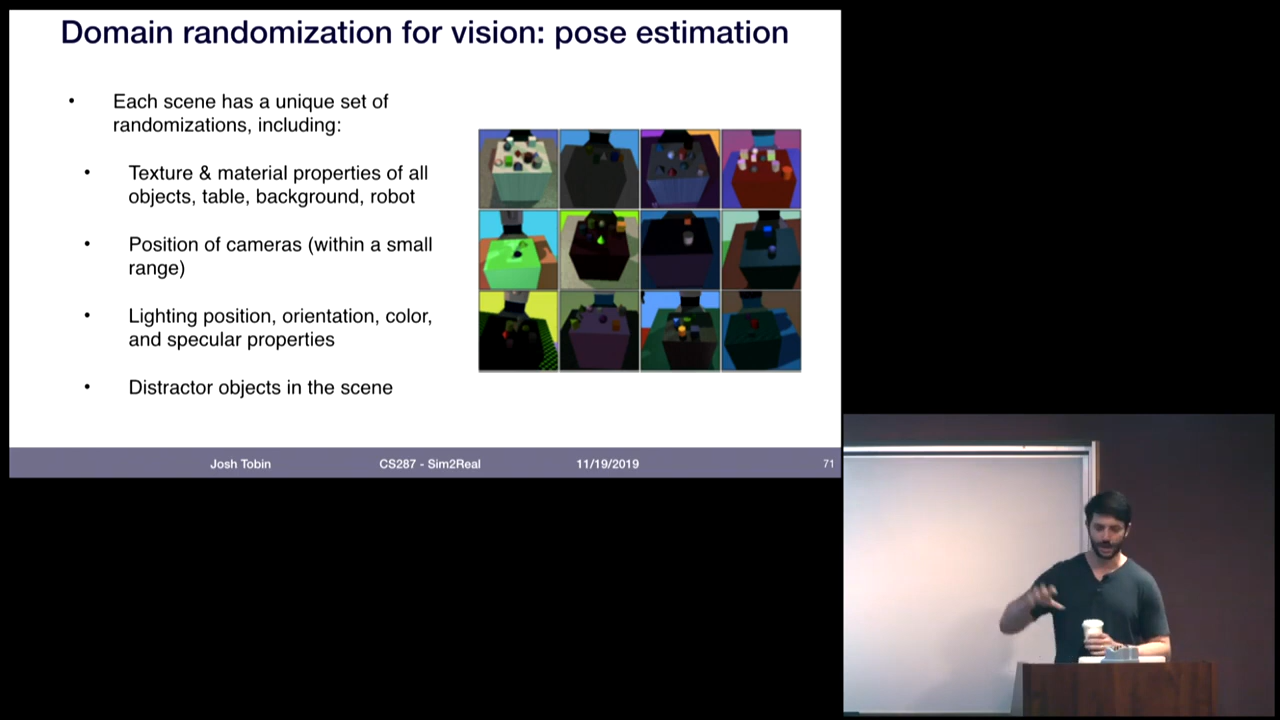 Domain randomization for vision: pose estimation
• Each scene has a unique set of
randomizations, including:
• Texture & material properties of all
objects, table, background, robot
• Position of cameras (within a small
range)
• Lighting position, orientation, color,
and specular properties
• Distractor objects in the scene
Josh Tobin CS287 - Sim2Real 11/19/2019 71